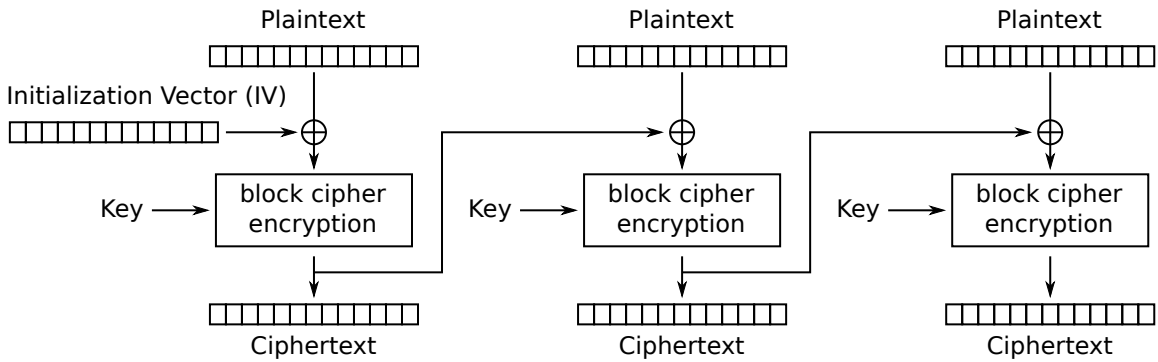 Plaintext
Plaintext
Plaintext
Initialization Vector (IV)
Key
block cipher
encryption
Key
block cipher
encryption
Key
block cipher
encryption
Ciphertext
Ciphertext
Ciphertext